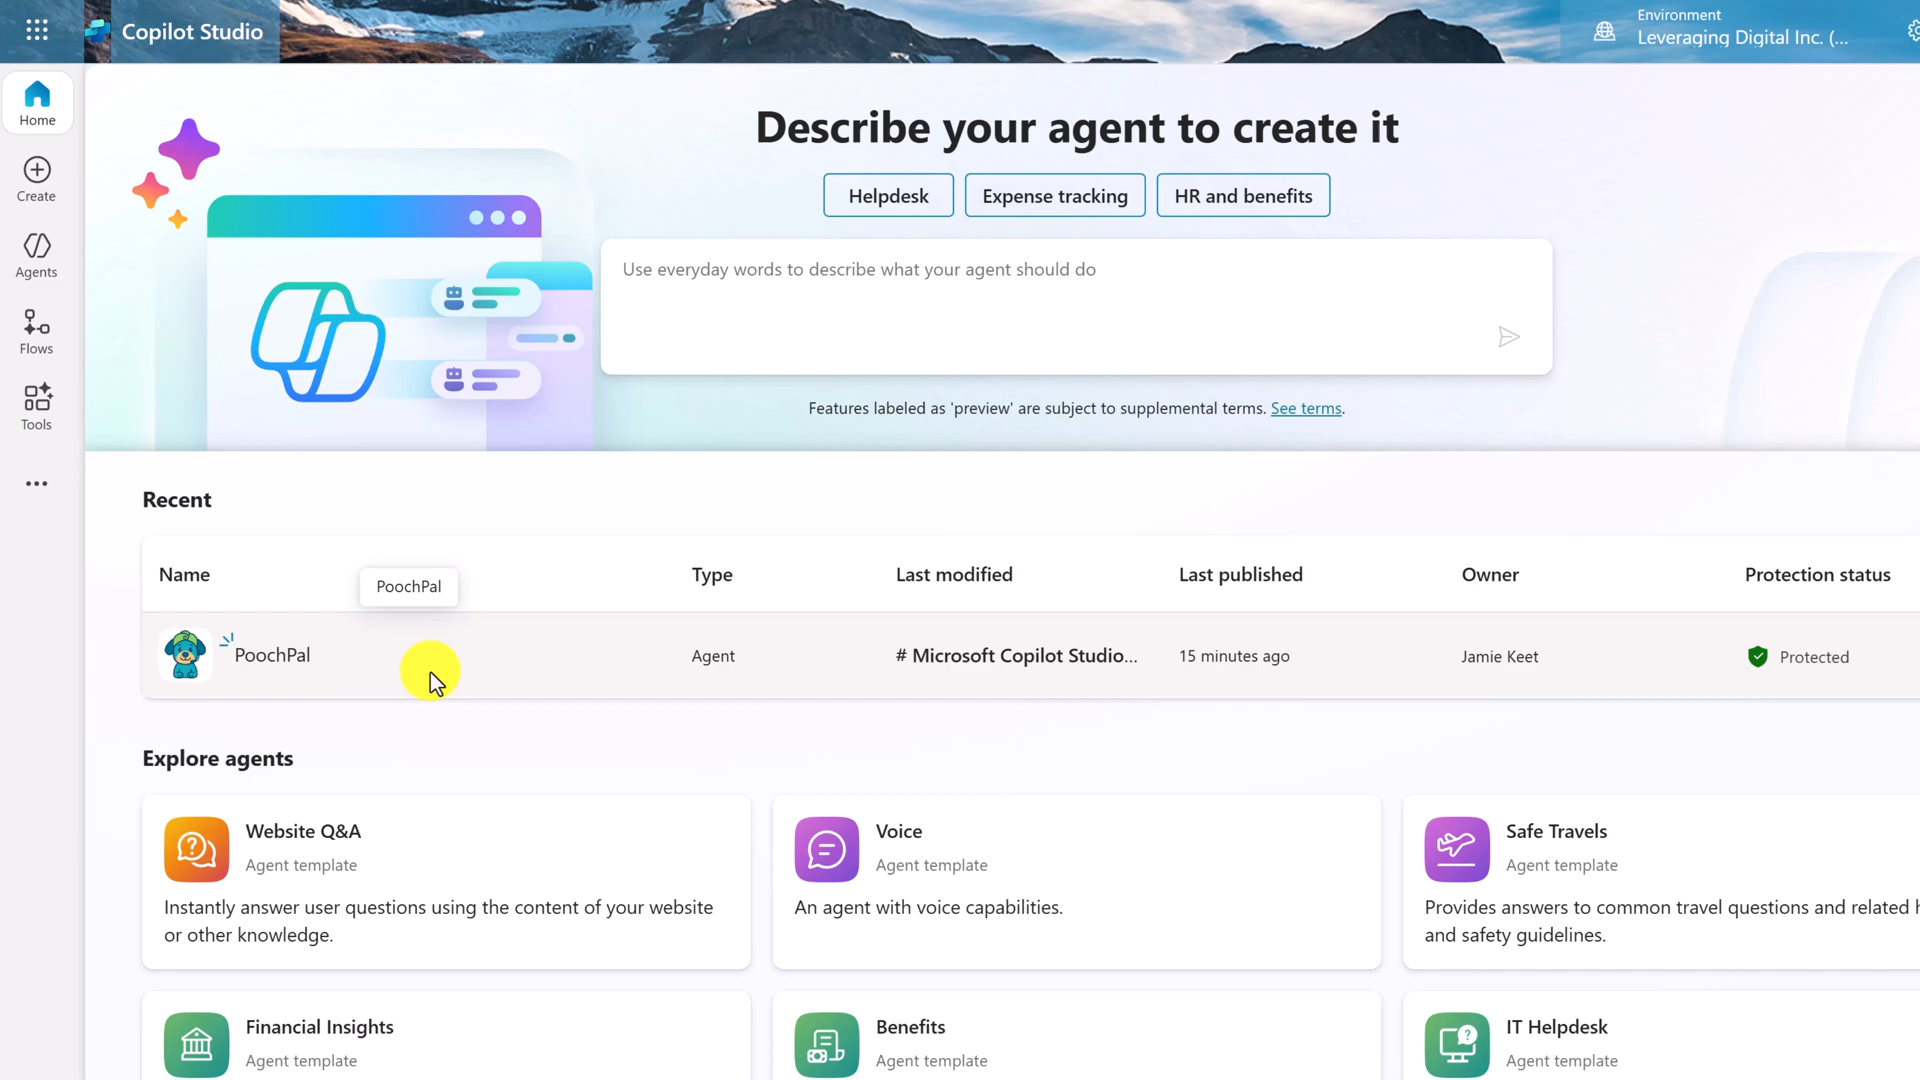 Copilot Studio
Environment
Leveraging Digital Inc. (...
Home
Create
Agents
Flows
Tools
Describe your agent to create it
Helpdesk
Expense tracking
HR and benefits
Use everyday words to describe what your agent should do
Features labeled as 'preview' are subject to supplemental terms. See terms.
Recent
Name
Type
Last modified
Last published
Owner
Protection status
PoochPal
PoochPal
Agent
# Microsoft Copilot Studio...
15 minutes ago
Jamie Keet
Protected
Explore agents
Website Q&A
Agent template
Instantly answer user questions using the content of your website
or other knowledge.
Voice
Agent template
An agent with voice capabilities.
Safe Travels
Agent template
Provides answers to common travel questions and related
and safety guidelines.
Financial Insights
Agent template
Benefits
Agent template
IT Helpdesk
Agent template